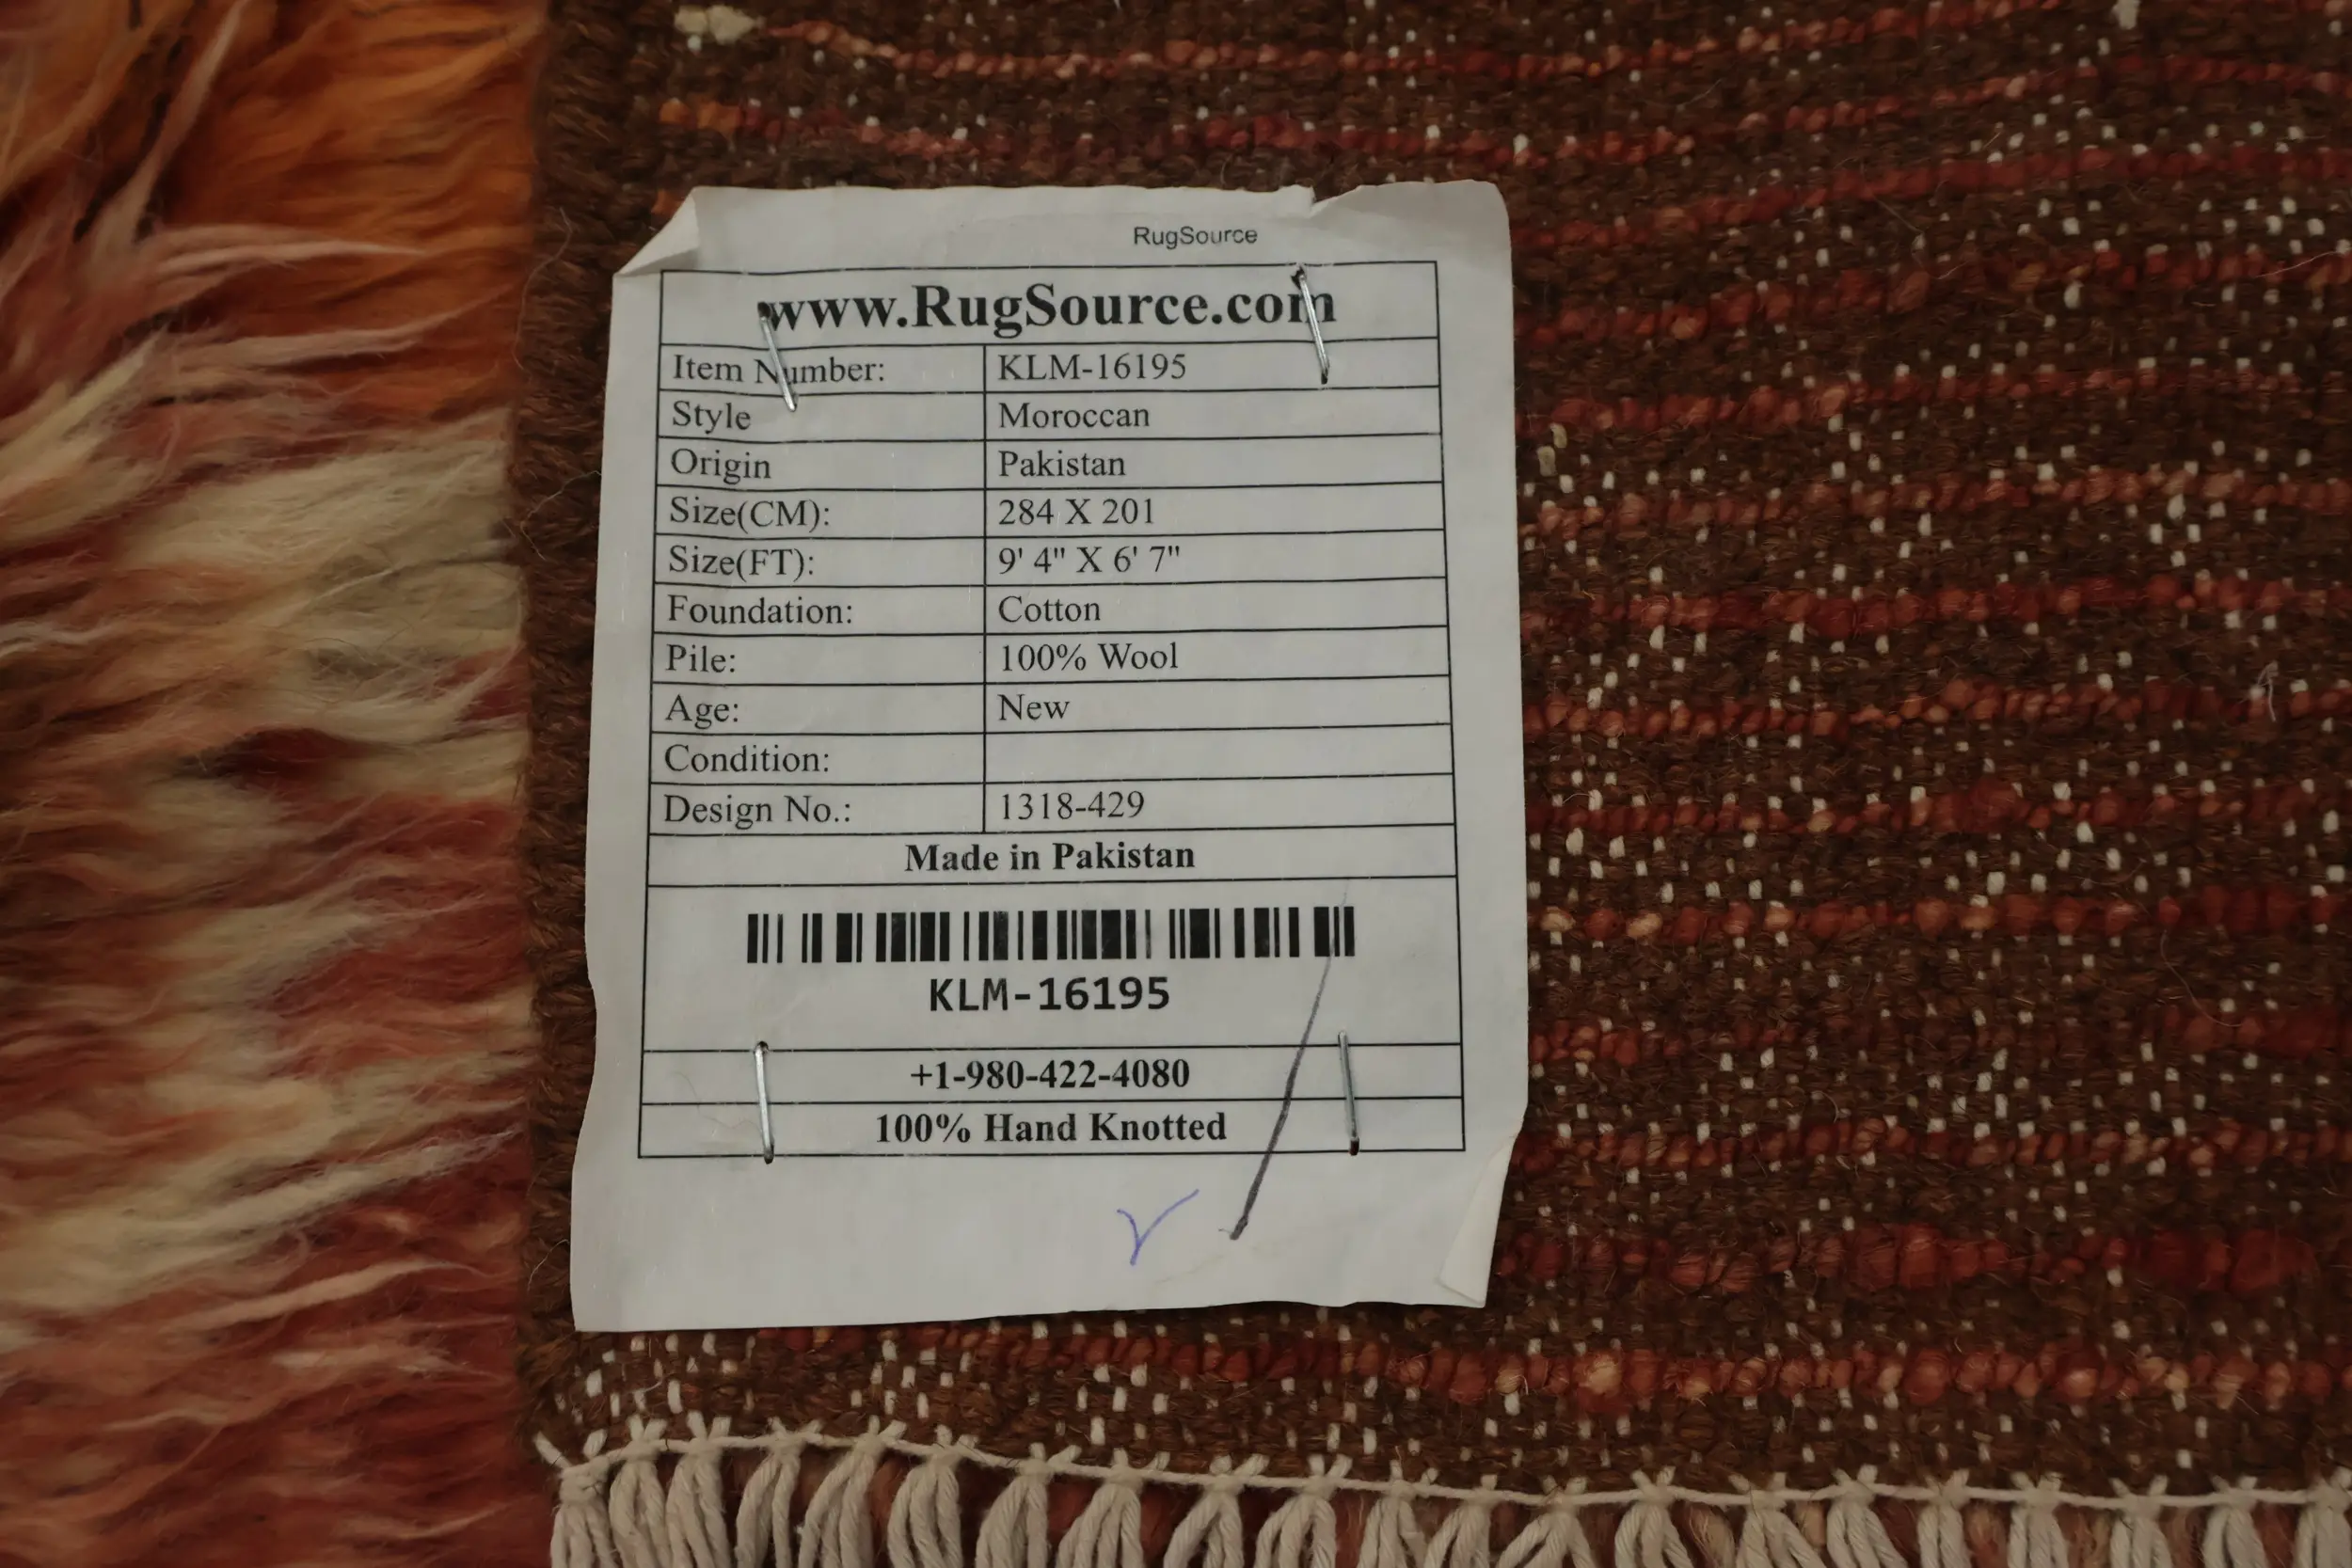 RugSource
www.RugSource.com
Item Number: KLM-16195
Style Moroccan
Origin Pakistan
Size(CM): 284 X 201
Size(FT): 9' 4" X 6' 7"
Foundation: Cotton
Pile: 100% Wool
Age: New
Condition:
Design No.: 1318-429
Made in Pakistan
KLM-16195
+1-980-422-4080
100% Hand Knotted